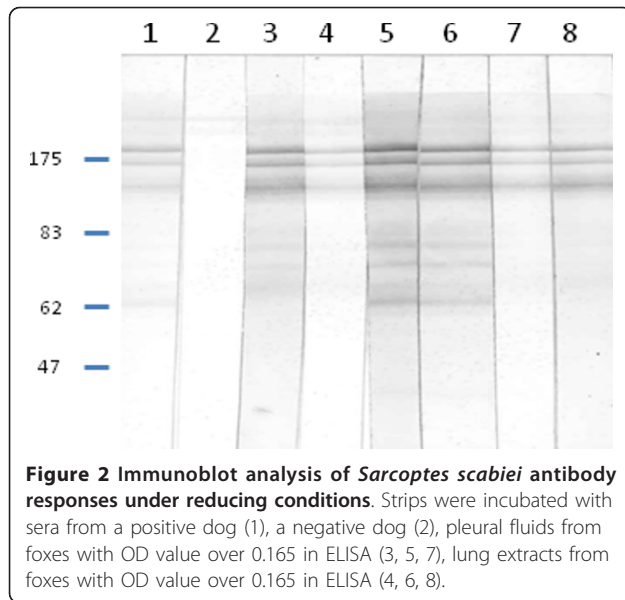 1 2 3 4 5 6 7 8
175
83
62
47
Figure 2 Immunoblot analysis of Sarcoptes scabiei antibody
responses under reducing conditions. Strips were incubated with
sera from a positive dog (1), a negative dog (2), pleural fluids from
foxes with OD value over 0.165 in ELISA (3, 5, 7), lung extracts from
foxes with OD value over 0.165 in ELISA (4, 6, 8).